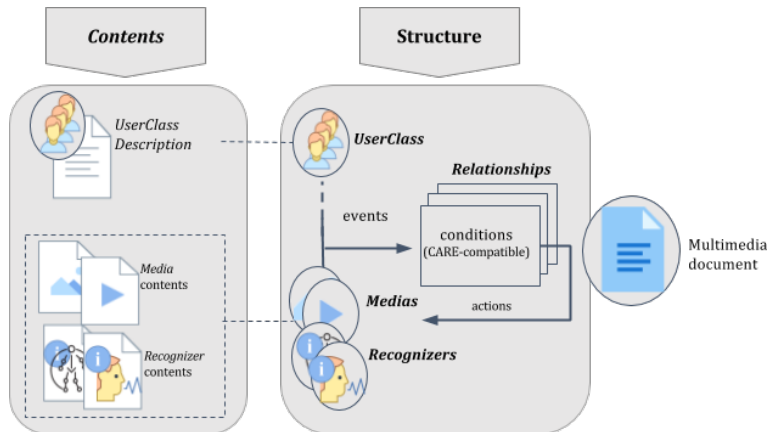 Contents
Structure
UserClass
Description
Media
contents
Recognizer
contents
UserClass
Relationships
events
conditions
(CARE-compatible)
Medias
actions
Recognizers
Multimedia
document